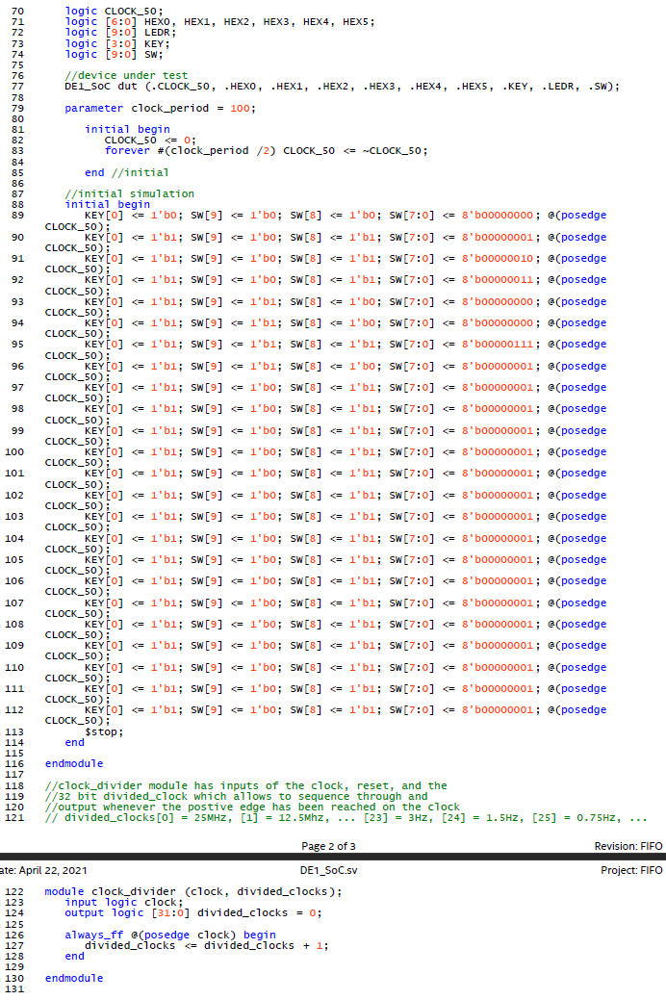 70 logic CLOCK_50;
71 logic [6:0] HEX0, HEX1, HEX2, HEX3, HEX4, HEX5;
72 logic [9:0] LEDR;
73 logic [3:0] KEY;
74 logic [9:0] SW;
75
76 //device under test
77 DE1_SoC dut (.CLOCK_50, .HEX0, .HEX1, .HEX2, .HEX3, .HEX4, .HEX5, .KEY, .LEDR, .SW);
78
79 parameter clock_period = 100;
80
81 initial begin
82 CLOCK_50 <= 0;
83 forever #(clock_period /2) CLOCK_50 <= ~CLOCK_50;
84
85 end //initial
86
87 //initial simulation
88 initial begin
89 KEY[0] <= 1'b0; SW[9] <= 1'b0; SW[8] <= 1'b0; SW[7:0] <= 8'b00000000; @(posedge
CLOCK_50);
90 KEY[0] <= 1'b1; SW[9] <= 1'b0; SW[8] <= 1'b1; SW[7:0] <= 8'b00000001; @(posedge
CLOCK_50);
91 KEY[0] <= 1'b1; SW[9] <= 1'b0; SW[8] <= 1'b1; SW[7:0] <= 8'b00000010; @(posedge
CLOCK_50);
92 KEY[0] <= 1'b1; SW[9] <= 1'b0; SW[8] <= 1'b1; SW[7:0] <= 8'b00000011; @(posedge
CLOCK_50);
93 KEY[0] <= 1'b1; SW[9] <= 1'b1; SW[8] <= 1'b0; SW[7:0] <= 8'b00000000; @(posedge
CLOCK_50);
94 KEY[0] <= 1'b1; SW[9] <= 1'b1; SW[8] <= 1'b0; SW[7:0] <= 8'b00000000; @(posedge
CLOCK_50);
95 KEY[0] <= 1'b1; SW[9] <= 1'b1; SW[8] <= 1'b1; SW[7:0] <= 8'b00000111; @(posedge
CLOCK_50);
96 KEY[0] <= 1'b1; SW[9] <= 1'b1; SW[8] <= 1'b0; SW[7:0] <= 8'b00000001; @(posedge
CLOCK_50);
97 KEY[0] <= 1'b1; SW[9] <= 1'b0; SW[8] <= 1'b1; SW[7:0] <= 8'b00000001; @(posedge
CLOCK_50);
98 KEY[0] <= 1'b1; SW[9] <= 1'b0; SW[8] <= 1'b1; SW[7:0] <= 8'b00000001; @(posedge
CLOCK_50);
99 KEY[0] <= 1'b1; SW[9] <= 1'b0; SW[8] <= 1'b1; SW[7:0] <= 8'b00000001; @(posedge
CLOCK_50);
100 KEY[0] <= 1'b1; SW[9] <= 1'b0; SW[8] <= 1'b1; SW[7:0] <= 8'b00000001; @(posedge
CLOCK_50);
101 KEY[0] <= 1'b1; SW[9] <= 1'b0; SW[8] <= 1'b1; SW[7:0] <= 8'b00000001; @(posedge
CLOCK_50);
102 KEY[0] <= 1'b1; SW[9] <= 1'b0; SW[8] <= 1'b1; SW[7:0] <= 8'b00000001; @(posedge
CLOCK_50);
103 KEY[0] <= 1'b1; SW[9] <= 1'b0; SW[8] <= 1'b1; SW[7:0] <= 8'b00000001; @(posedge
CLOCK_50);
104 KEY[0] <= 1'b1; SW[9] <= 1'b0; SW[8] <= 1'b1; SW[7:0] <= 8'b00000001; @(posedge
CLOCK_50);
105 KEY[0] <= 1'b1; SW[9] <= 1'b0; SW[8] <= 1'b1; SW[7:0] <= 8'b00000001; @(posedge
CLOCK_50);
106 KEY[0] <= 1'b1; SW[9] <= 1'b0; SW[8] <= 1'b1; SW[7:0] <= 8'b00000001; @(posedge
CLOCK_50);
107 KEY[0] <= 1'b1; SW[9] <= 1'b0; SW[8] <= 1'b1; SW[7:0] <= 8'b00000001; @(posedge
CLOCK_50);
108 KEY[0] <= 1'b1; SW[9] <= 1'b0; SW[8] <= 1'b1; SW[7:0] <= 8'b00000001; @(posedge
CLOCK_50);
109 KEY[0] <= 1'b1; SW[9] <= 1'b0; SW[8] <= 1'b1; SW[7:0] <= 8'b00000001; @(posedge
CLOCK_50);
110 KEY[0] <= 1'b1; SW[9] <= 1'b0; SW[8] <= 1'b1; SW[7:0] <= 8'b00000001; @(posedge
CLOCK_50);
111 KEY[0] <= 1'b1; SW[9] <= 1'b0; SW[8] <= 1'b1; SW[7:0] <= 8'b00000001; @(posedge
CLOCK_50);
112 KEY[0] <= 1'b1; SW[9] <= 1'b0; SW[8] <= 1'b1; SW[7:0] <= 8'b00000001; @(posedge
CLOCK_50);
113 $stop;
114 end
115
116 endmodule
117
118 //clock_divider module has inputs of the clock, reset, and the
119 //32 bit divided_clock which allows to sequence through and
120 //output whenever the postive edge has been reached on the clock
121 // divided_clocks[0] = 25MHz, [1] = 12.5Mhz, ... [23] = 3Hz, [24] = 1.5Hz, [25] = 0.75Hz, ...
Page 2 of 3 Revision: FIFO
ate: April 22, 2021 DE1_SoC.sv Project: FIFO
122 module clock_divider (clock, divided_clocks);
123 input logic clock;
124 output logic [31:0] divided_clocks = 0;
125
126 always_ff @(posedge clock) begin
127 divided_clocks <= divided_clocks + 1;
128 end
129
130 endmodule
131